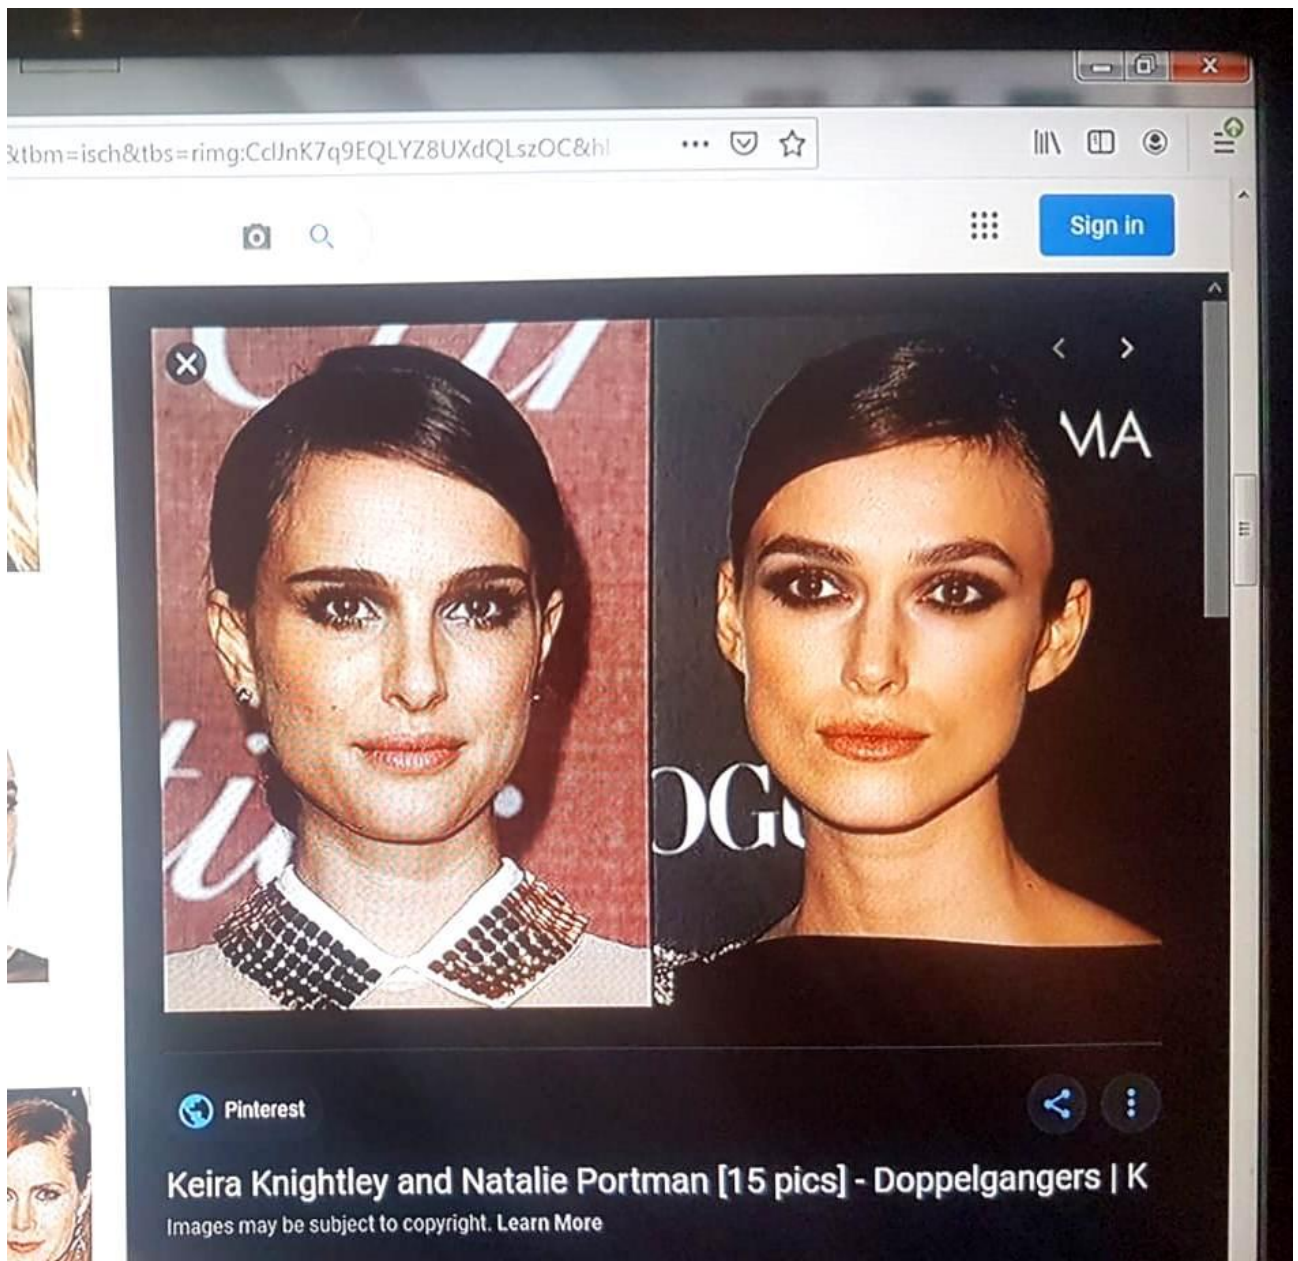 &tbm=isch&tbs=rimg:CclJnK7q9EQLYZ8UXdQLszOC&hl
Sign in
MA
OGU
Pinterest
Keira Knightley and Natalie Portman [15 pics] - Doppelgangers | K
Images may be subject to copyright. Learn More